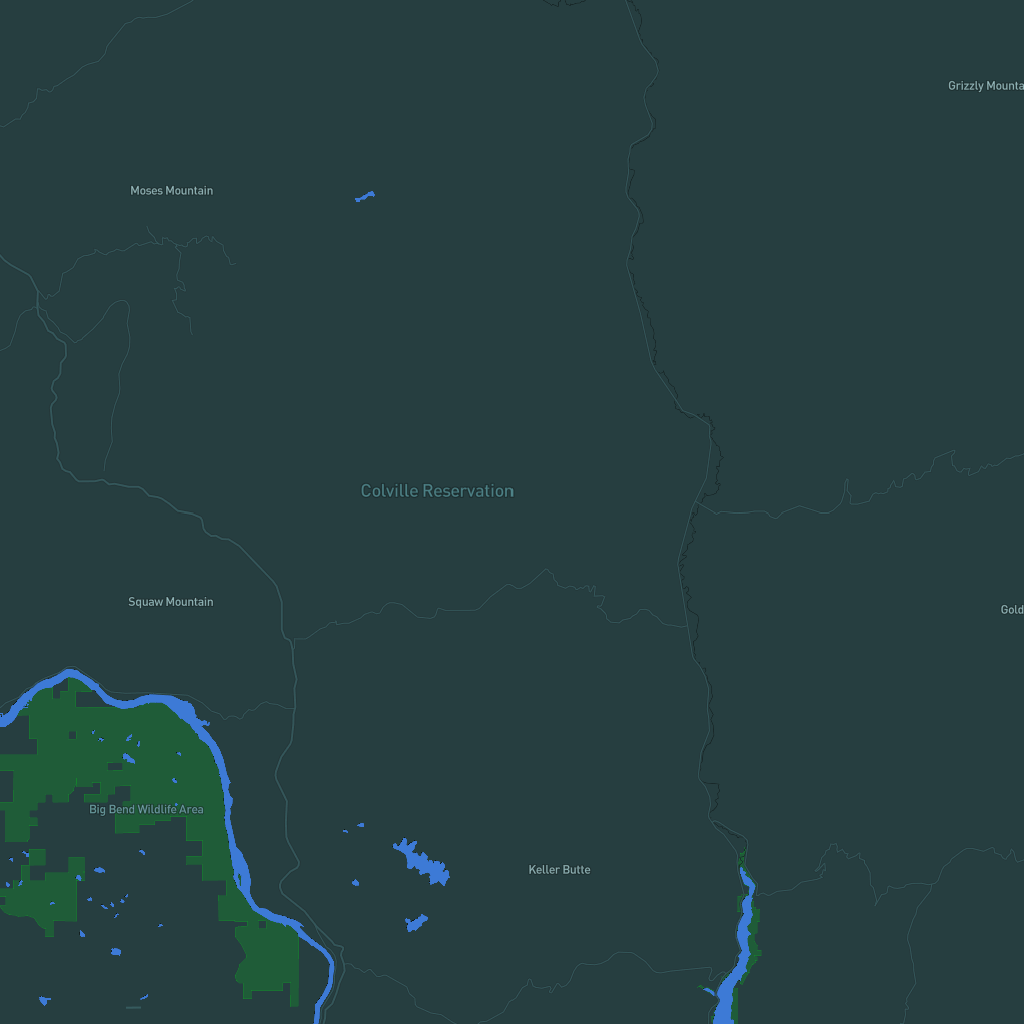 Grizzly Mounta
Moses Mountain
Colville Reservation
Squaw Mountain
Gold
Big Bend Wildlife Area
Keller Butte